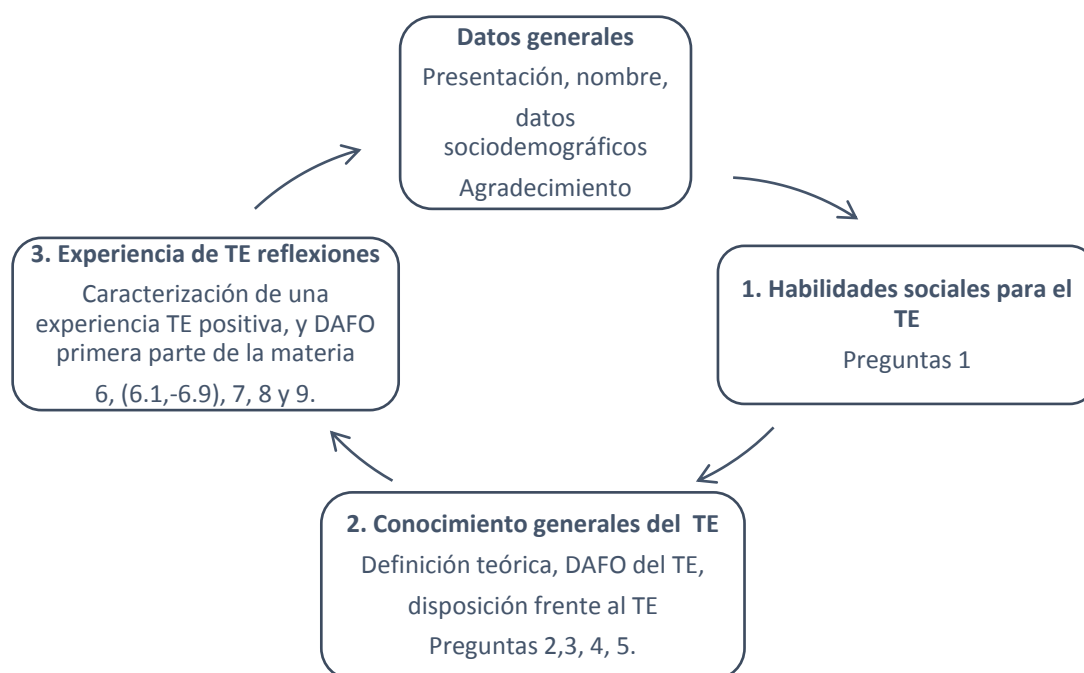 Datos generales
Presentación, nombre,
datos
sociodemográficos
Agradecimiento
1. Habilidades sociales para el
TE
Preguntas 1
2. Conocimiento generales del TE
Definición teórica, DAFO del TE,
disposición frente al TE
Preguntas 2,3, 4, 5.
3. Experiencia de TE reflexiones
Caracterización de una
experiencia TE positiva, y DAFO
primera parte de la materia
6, (6.1,-6.9), 7, 8 y 9.